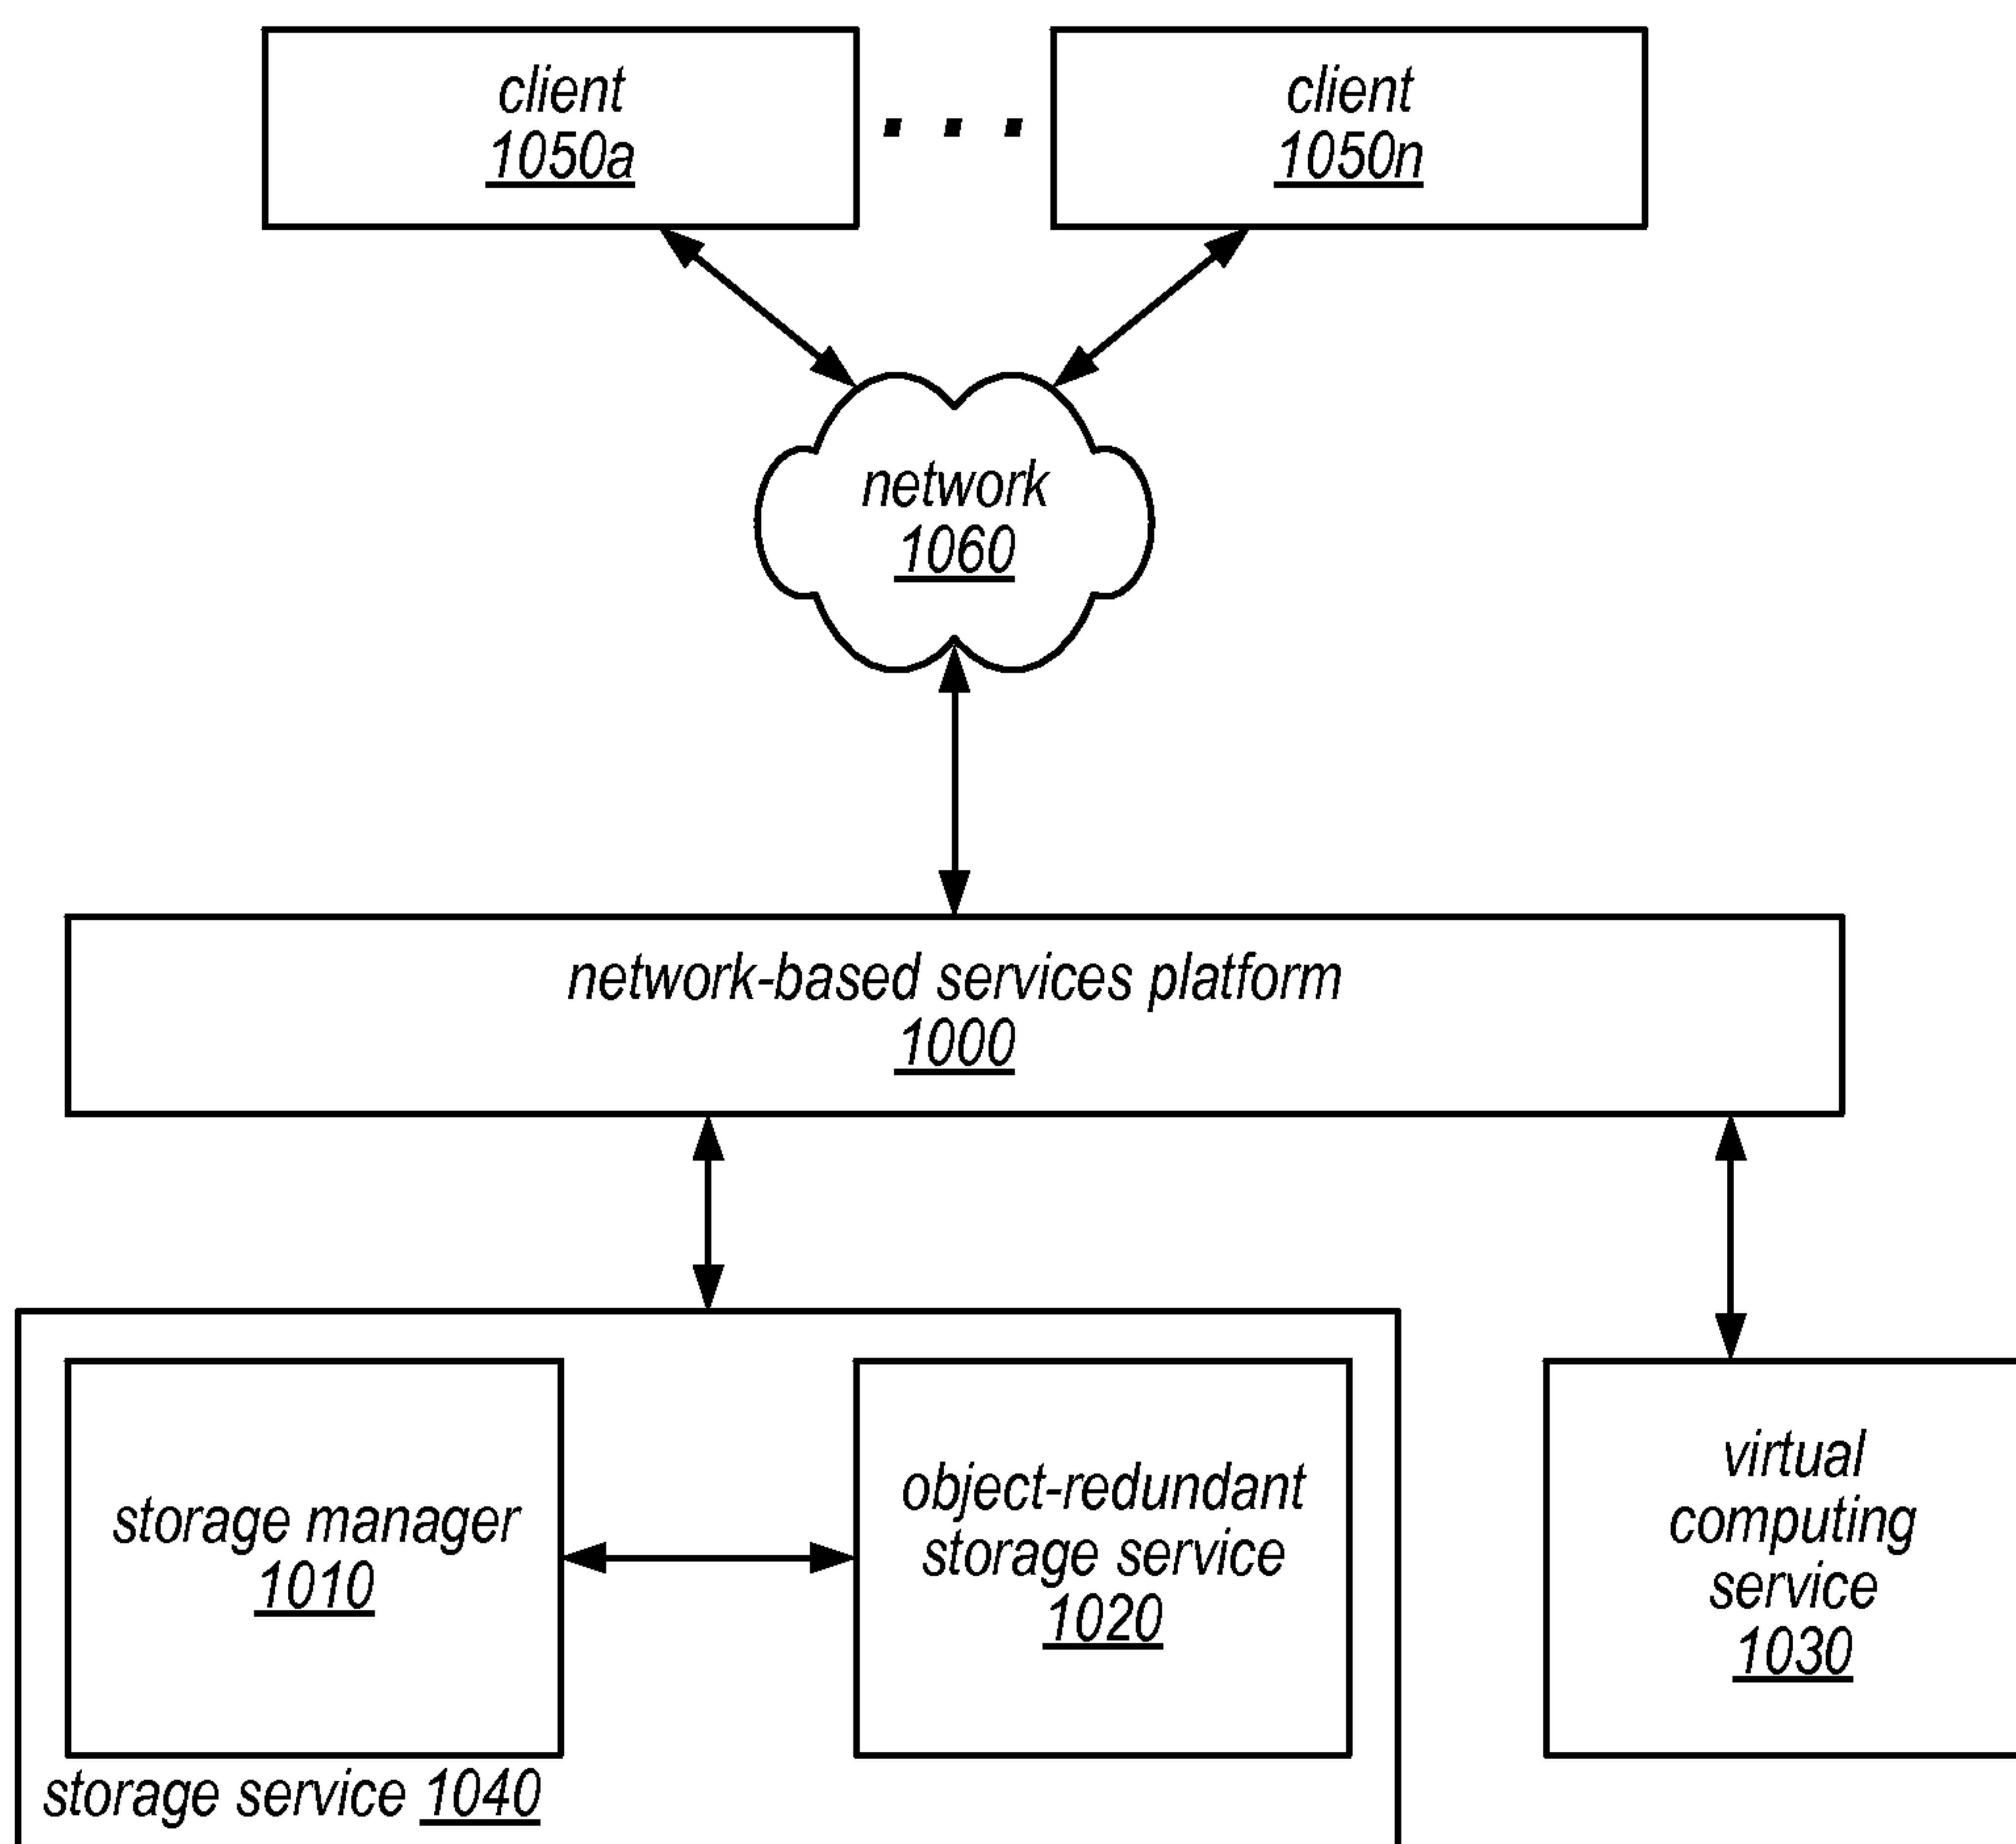 client
1050a
client
1050n
network
1060
network-based services platform
1000
storage manager
1010
object-redundant
storage service
1020
virtual
computing
service
1030
storage service 1040